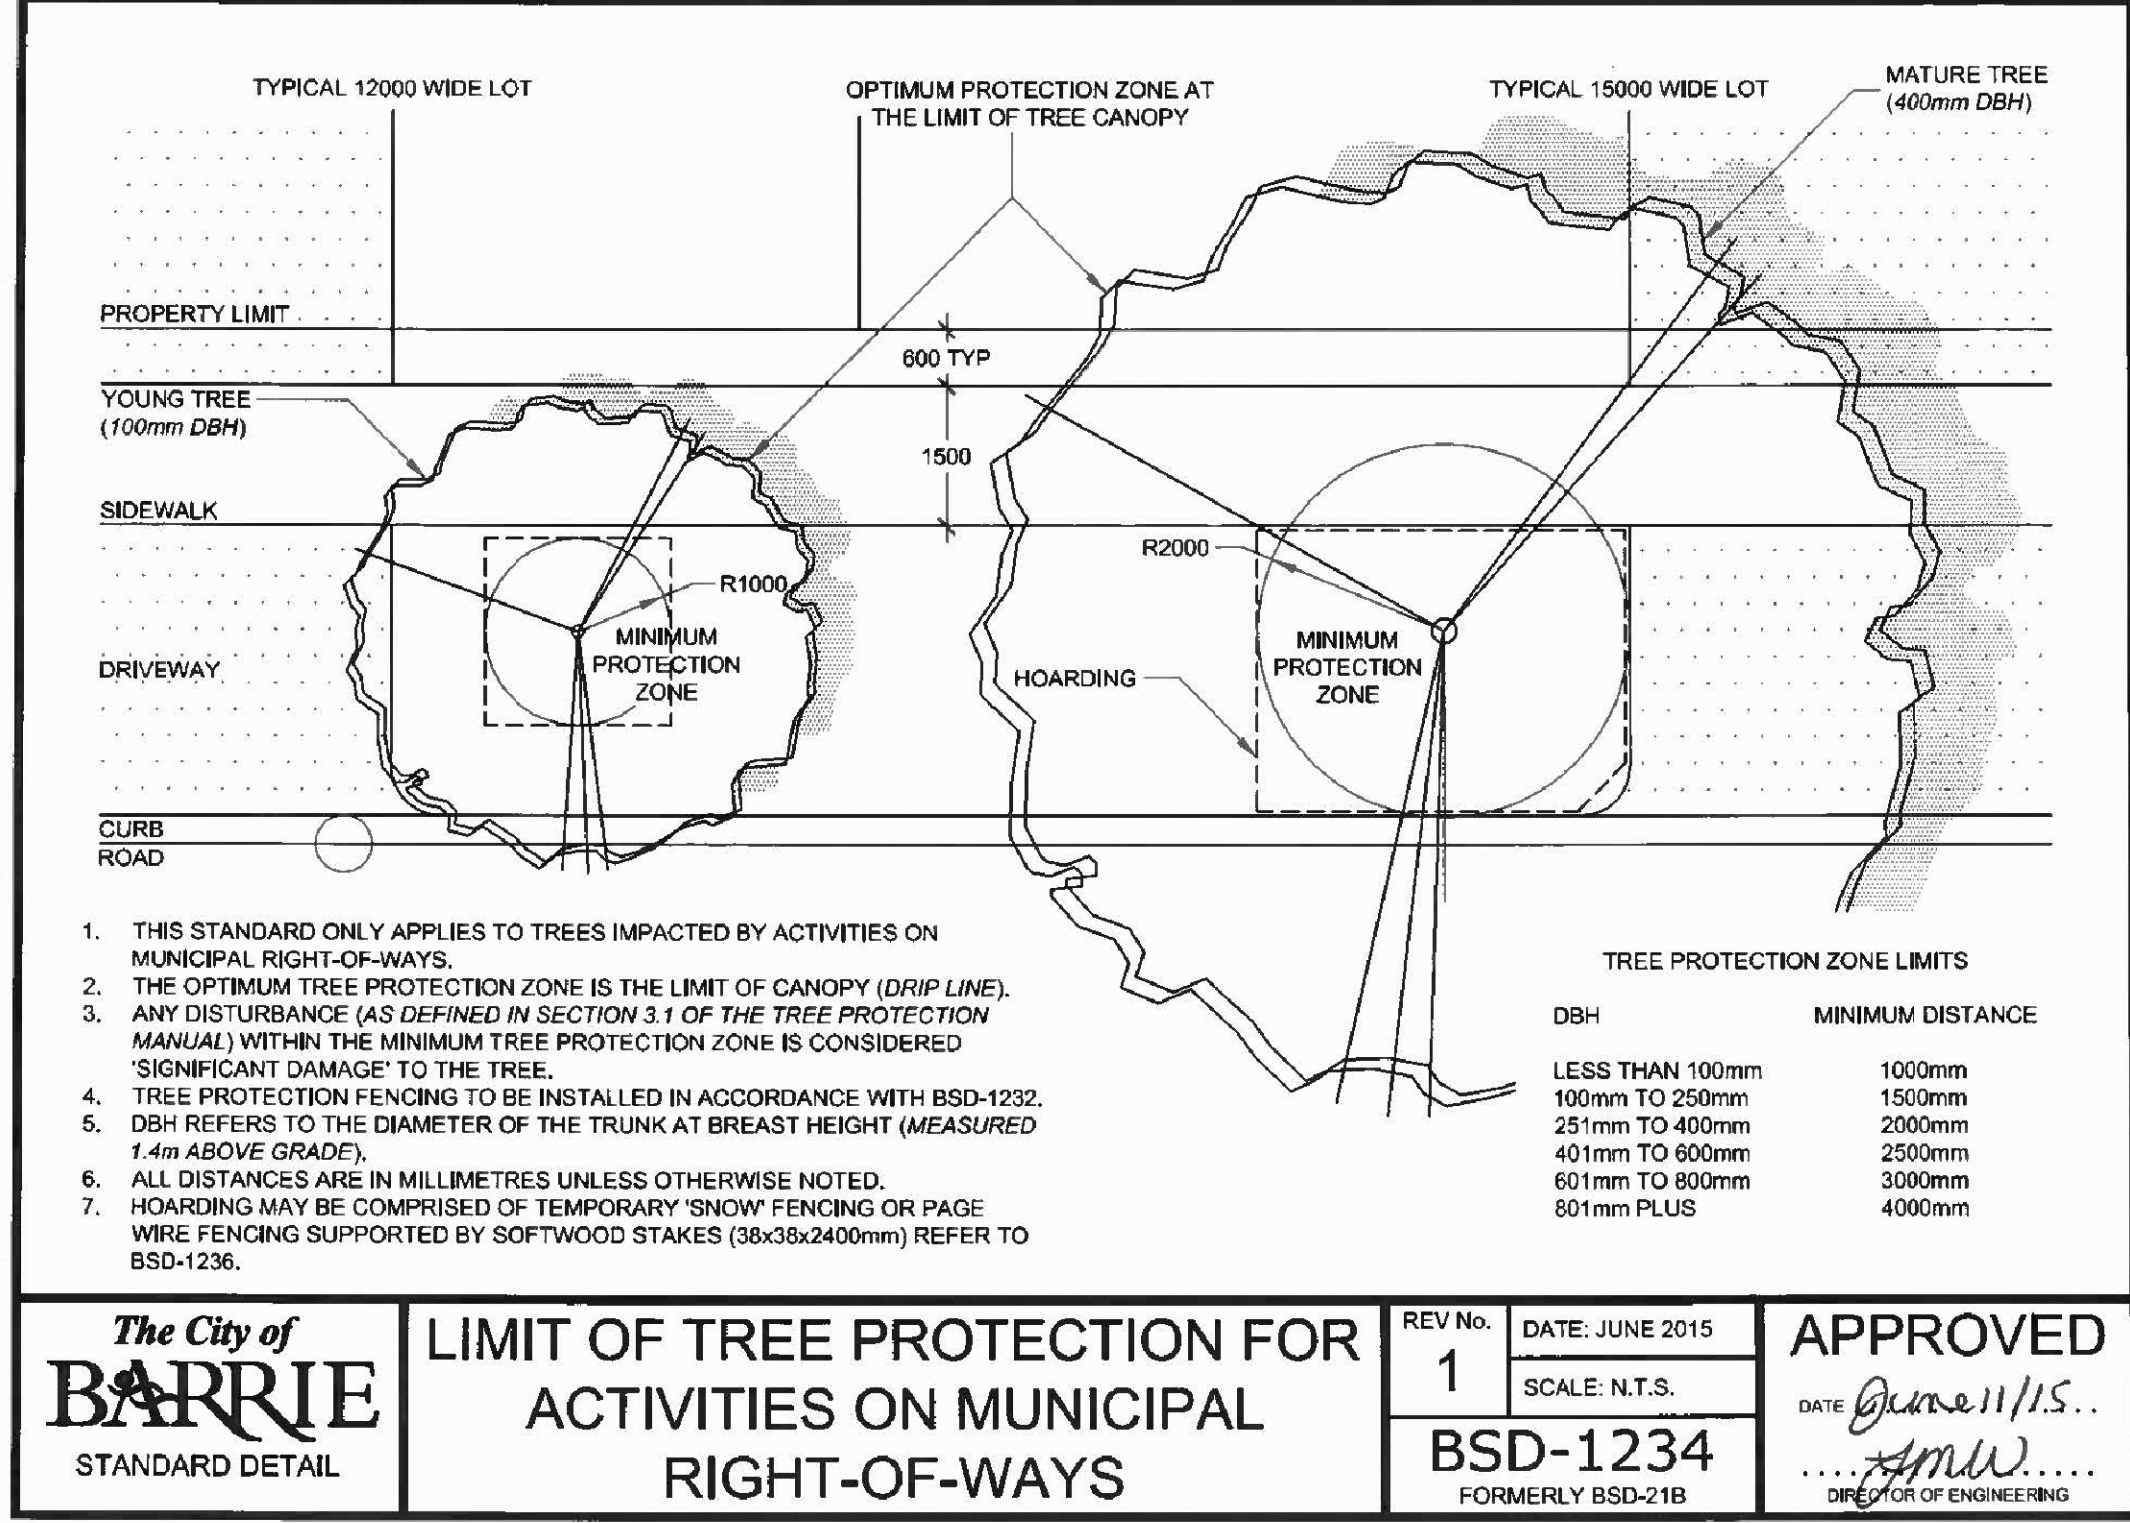 TYPICAL 12000 WIDE LOT
OPTIMUM PROTECTION ZONE AT
THE LIMIT OF TREE CANOPY
TYPICAL 15000 WIDE LOT
MATURE TREE
(400mm DBH)
PROPERTY LIMIT
600 TYP
YOUNG TREE
(100mm DBH)
1500
SIDEWALK
R2000
R1000
MINIMUM
PROTECTION
ZONE
MINIMUM
PROTECTION
ZONE
DRIVEWAY
HOARDING
CURB
ROAD
1. THIS STANDARD ONLY APPLIES TO TREES IMPACTED BY ACTIVITIES ON
MUNICIPAL RIGHT-OF-WAYS.
2. THE OPTIMUM TREE PROTECTION ZONE IS THE LIMIT OF CANOPY (DRIP LINE).
3. ANY DISTURBANCE (AS DEFINED IN SECTION 3.1 OF THE TREE PROTECTION
MANUAL) WITHIN THE MINIMUM TREE PROTECTION ZONE IS CONSIDERED
'SIGNIFICANT DAMAGE' TO THE TREE.
4. TREE PROTECTION FENCING TO BE INSTALLED IN ACCORDANCE WITH BSD-1232.
5. DBH REFERS TO THE DIAMETER OF THE TRUNK AT BREAST HEIGHT (MEASURED
1.4m ABOVE GRADE).
6. ALL DISTANCES ARE IN MILLIMETRES UNLESS OTHERWISE NOTED.
7. HOARDING MAY BE COMPRISED OF TEMPORARY 'SNOW' FENCING OR PAGE
WIRE FENCING SUPPORTED BY SOFTWOOD STAKES (38x38x2400mm) REFER TO
BSD-1236.
TREE PROTECTION ZONE LIMITS
DBH MINIMUM DISTANCE
LESS THAN 100mm 1000mm
100mm TO 250mm 1500mm
251mm TO 400mm 2000mm
401mm TO 600mm 2500mm
601mm TO 800mm 3000mm
801mm PLUS 4000mm
The City of
BARRIE
STANDARD DETAIL
LIMIT OF TREE PROTECTION FOR
ACTIVITIES ON MUNICIPAL
RIGHT-OF-WAYS
REV No.
1
DATE: JUNE 2015
SCALE: N.T.S.
BSD-1234
FORMERLY BSD-21B
APPROVED
DATE June 11/15..
DIRECTOR OF ENGINEERING